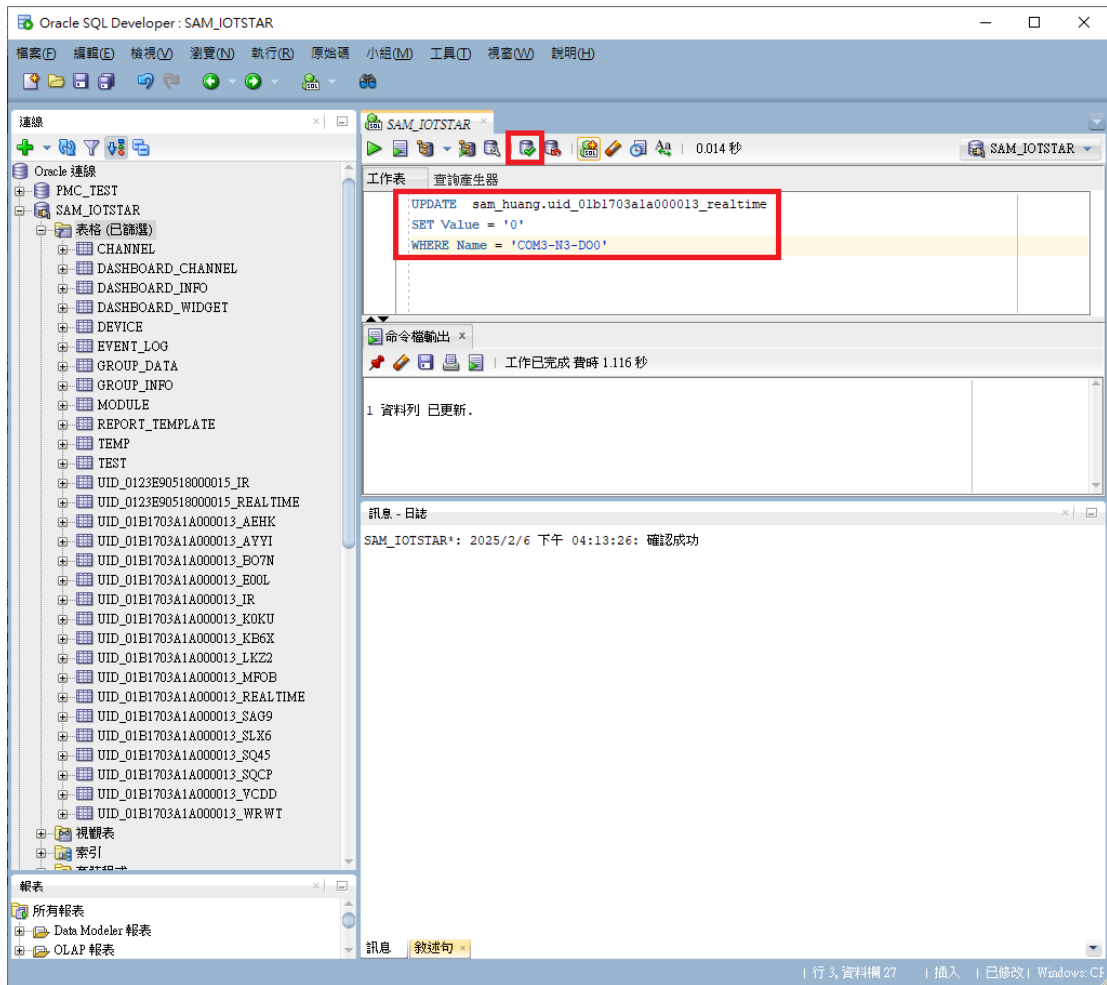 Oracle SQL Developer : SAM_IOTSTAR
檔案(F) 編輯(E) 檢視(V) 瀏覽(N) 執行(R) 原始碼 小組(M) 工具(T) 視窗(W) 說明(H)
連線
Oracle 連線
PMC_TEST
SAM_IOTSTAR
表格 (已篩選)
CHANNEL
DASHBOARD_CHANNEL
DASHBOARD_INFO
DASHBOARD_WIDGET
DEVICE
EVENT_LOG
GROUP_DATA
GROUP_INFO
MODULE
REPORT_TEMPLATE
TEMP
TEST
UID_0123E90518000015_IR
UID_0123E90518000015_REALTIME
UID_01B1703A1A000013_AEHK
UID_01B1703A1A000013_AYYI
UID_01B1703A1A000013_BO7N
UID_01B1703A1A000013_E00L
UID_01B1703A1A000013_IR
UID_01B1703A1A000013_K0KU
UID_01B1703A1A000013_KB6X
UID_01B1703A1A000013_LKZ2
UID_01B1703A1A000013_MFOB
UID_01B1703A1A000013_REALTIME
UID_01B1703A1A000013_SAG9
UID_01B1703A1A000013_SLX6
UID_01B1703A1A000013_SQ45
UID_01B1703A1A000013_SQCP
UID_01B1703A1A000013_VCDD
UID_01B1703A1A000013_WRWT
視觀表
索引
報表
所有報表
Data Modeler 報表
OLAP 報表
SAM_IOTSTAR
0.014 秒
SAM_IOTSTAR
工作表 查詢產生器
UPDATE sam_huang.uid_01b1703a1a000013_realtime
SET Value = '0'
WHERE Name = 'COM3-N3-DO0'
命令檔輸出
工作已完成 費時 1.116 秒
1 資料列 已更新.
訊息 - 日誌
SAM_IOTSTAR*: 2025/2/6 下午 04:13:26: 確認成功
訊息 敘述句
| 行 3, 資料欄 27 | 插入 | 已修改 | Windows: CF